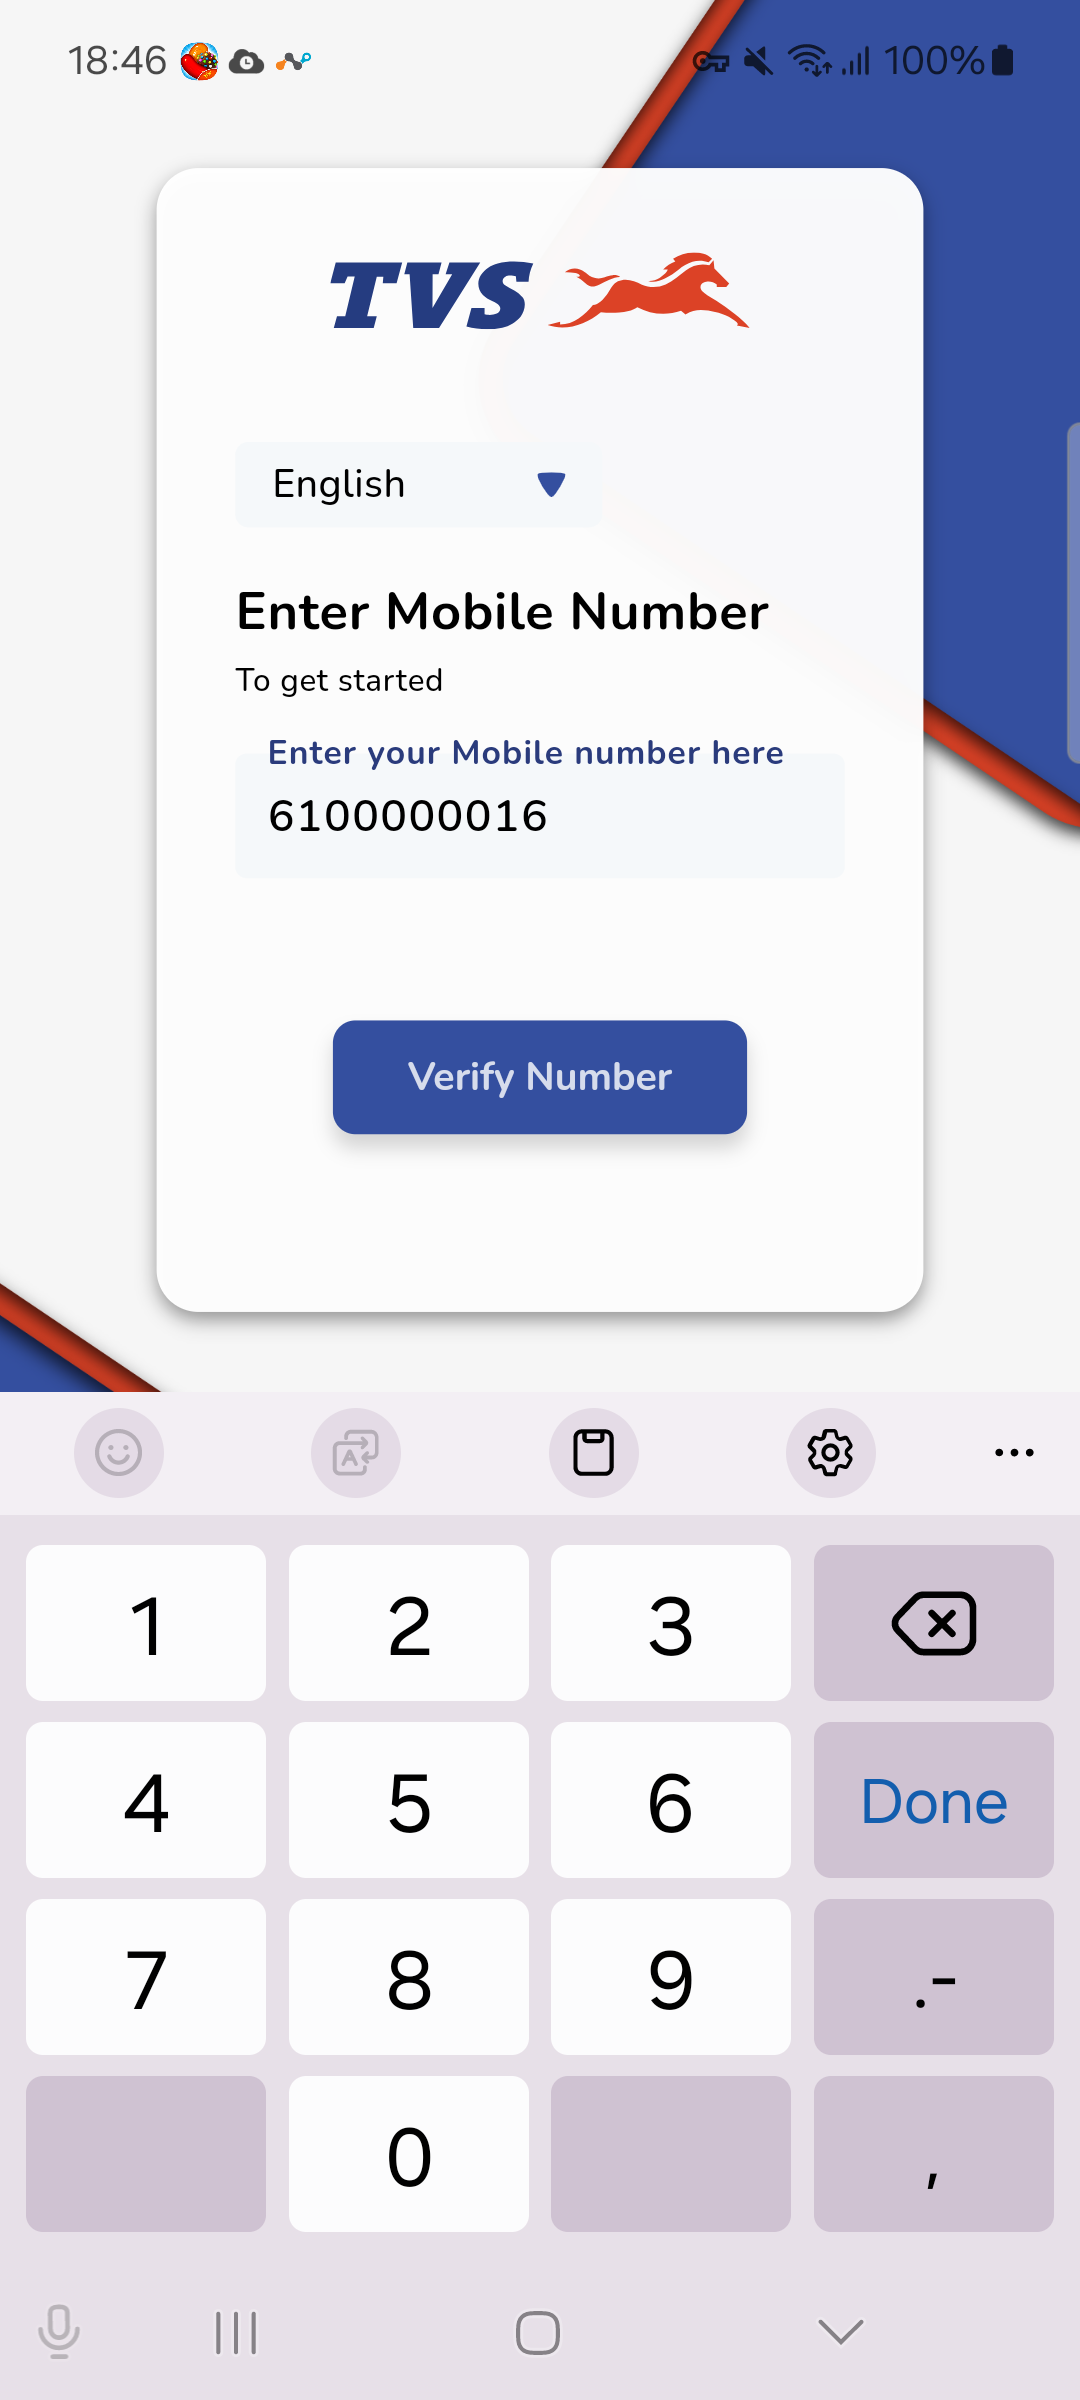 18:46
100%
TVS
English
Enter Mobile Number
To get started
Enter your Mobile number here
6100000016
Verify Number
A
1 2 3
4 5 6 Done
7 8 9 .-
0 ,